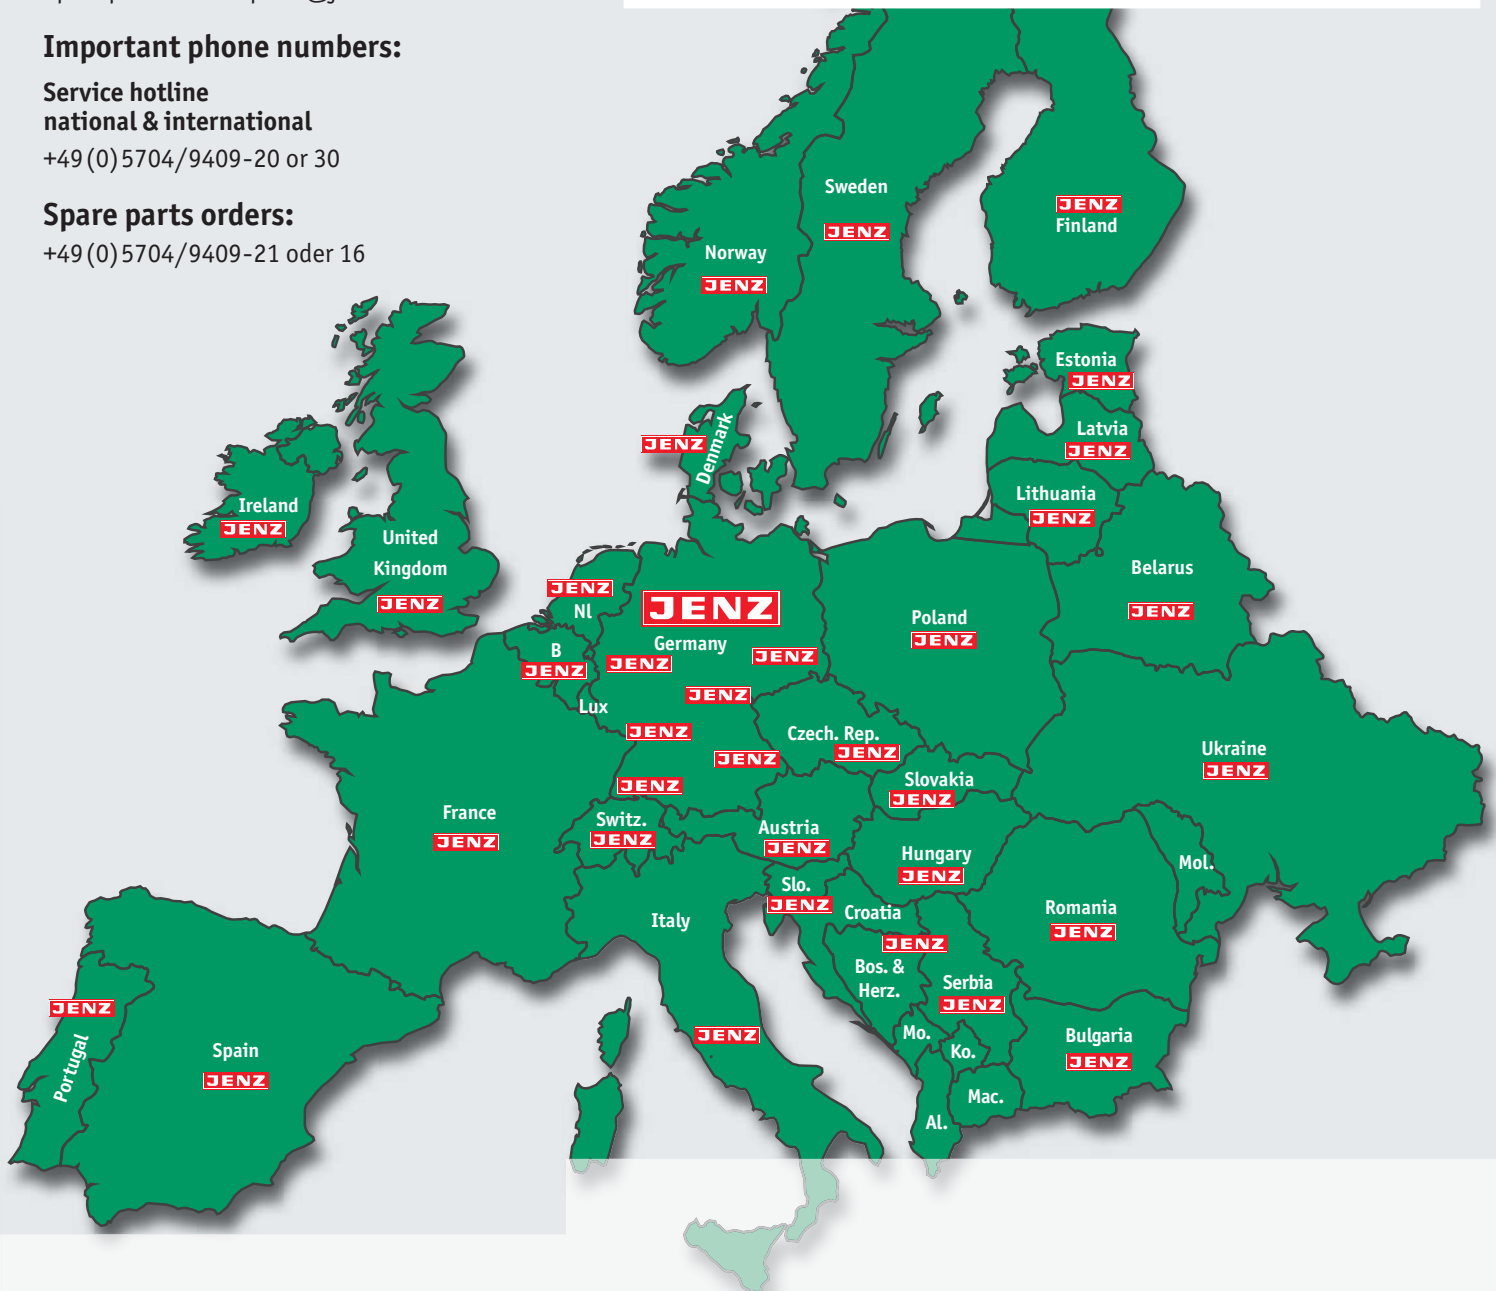 Important phone numbers:
Service hotline
national & international
+49 (0) 5704/9409-20 or 30
Spare parts orders:
+49 (0) 5704/9409-21 oder 16
Sweden
JENZ
JENZ
Finland
Norway
JENZ
Estonia
JENZ
Denmark
JENZ
Latvia
JENZ
Lithuania
JENZ
Ireland
JENZ
United
Kingdom
JENZ
Belarus
JENZ
JENZ
Nl
JENZ
Germany
JENZ
JENZ
JENZ
JENZ
JENZ
JENZ
Poland
JENZ
B
JENZ
Lux
Czech. Rep.
JENZ
Ukraine
JENZ
Slovakia
JENZ
France
JENZ
Switz.
JENZ
Austria
JENZ
Hungary
JENZ
Mol.
Slo.
JENZ
Croatia
JENZ
Romania
JENZ
Italy
JENZ
Bos. &
Herz.
Serbia
JENZ
JENZ
Portugal
Spain
JENZ
Mo.
Ko.
Bulgaria
JENZ
Mac.
Al.